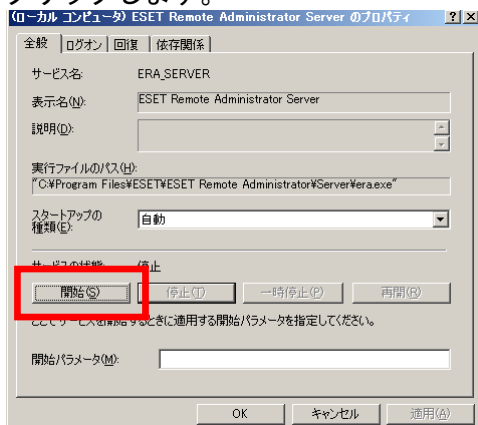 クリックします。
(ローカル コンピュータ) ESET Remote Administrator Server のプロパティ
全般 ログオン 回復 依存関係
サービス名: ERA_SERVER
表示名(N): ESET Remote Administrator Server
説明(D):
実行ファイルのパス(H):
"C:¥Program Files¥ESET¥ESET Remote Administrator¥Server¥era.exe"
スタートアップの
種類(E): 自動
サービスの状態: 停止
開始(S) 停止(T) 一時停止(P) 再開(R)
ここでサービスを開始するときに適用する開始パラメータを指定してください。
開始パラメータ(M):
OK キャンセル 適用(A)